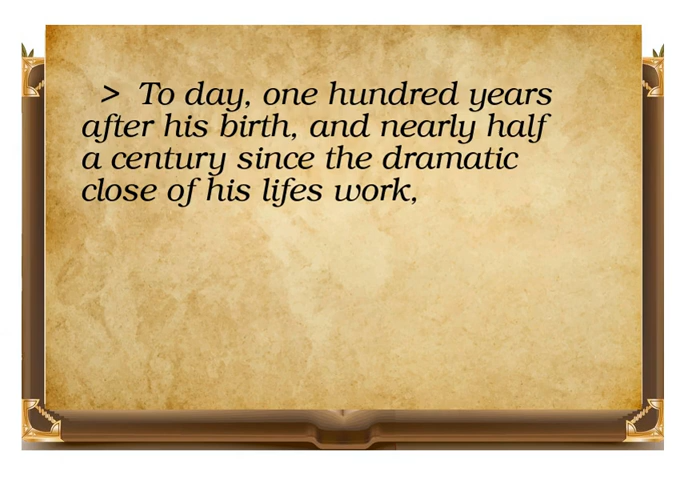 > To day, one hundred years
after his birth, and nearly half
a century since the dramatic
close of his lifes work,